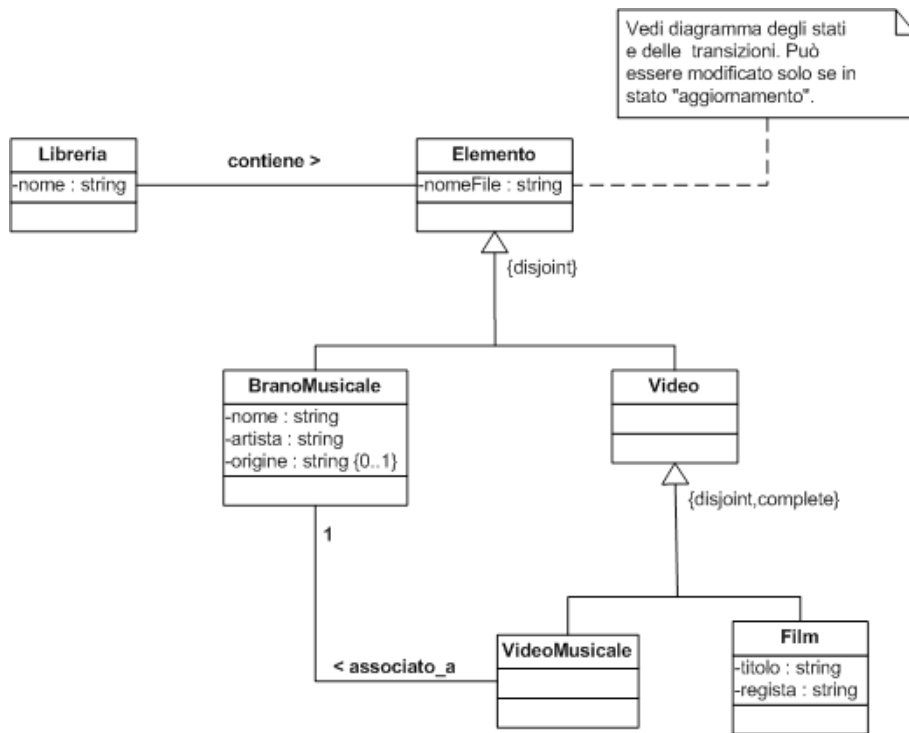 Vedi diagramma degli stati
e delle transizioni. Può
essere modificato solo se in
stato "aggiornamento".
Libreria
-nome : string
contiene >
Elemento
-nomeFile : string
{disjoint}
BranoMusicale
-nome : string
-artista : string
-origine : string {0..1}
Video
{disjoint,complete}
1
< associato_a
VideoMusicale
Film
-titolo : string
-regista : string